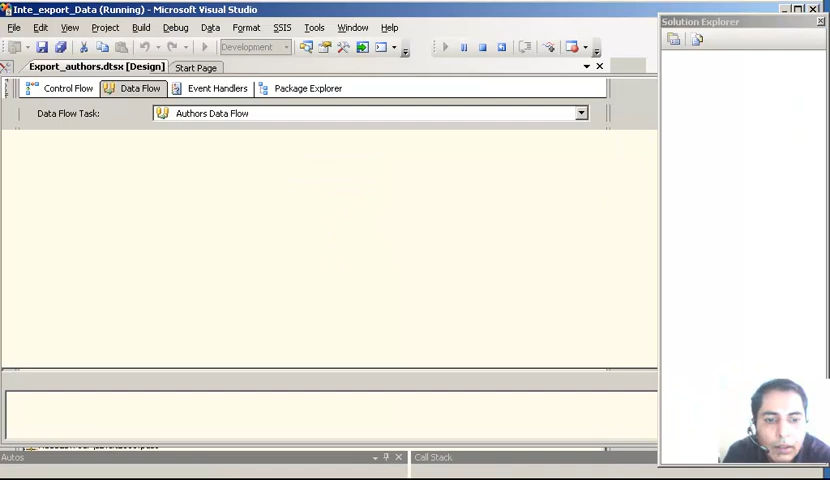 Inte_export_Data (Running) - Microsoft Visual Studio
File Edit View Project Build Debug Data Format SSIS Tools Window Help
Development
Export_authors.dtsx [Design] Start Page
Control Flow Data Flow Event Handlers Package Explorer
Data Flow Task: Authors Data Flow
Solution Explorer
Autos
Call Stack